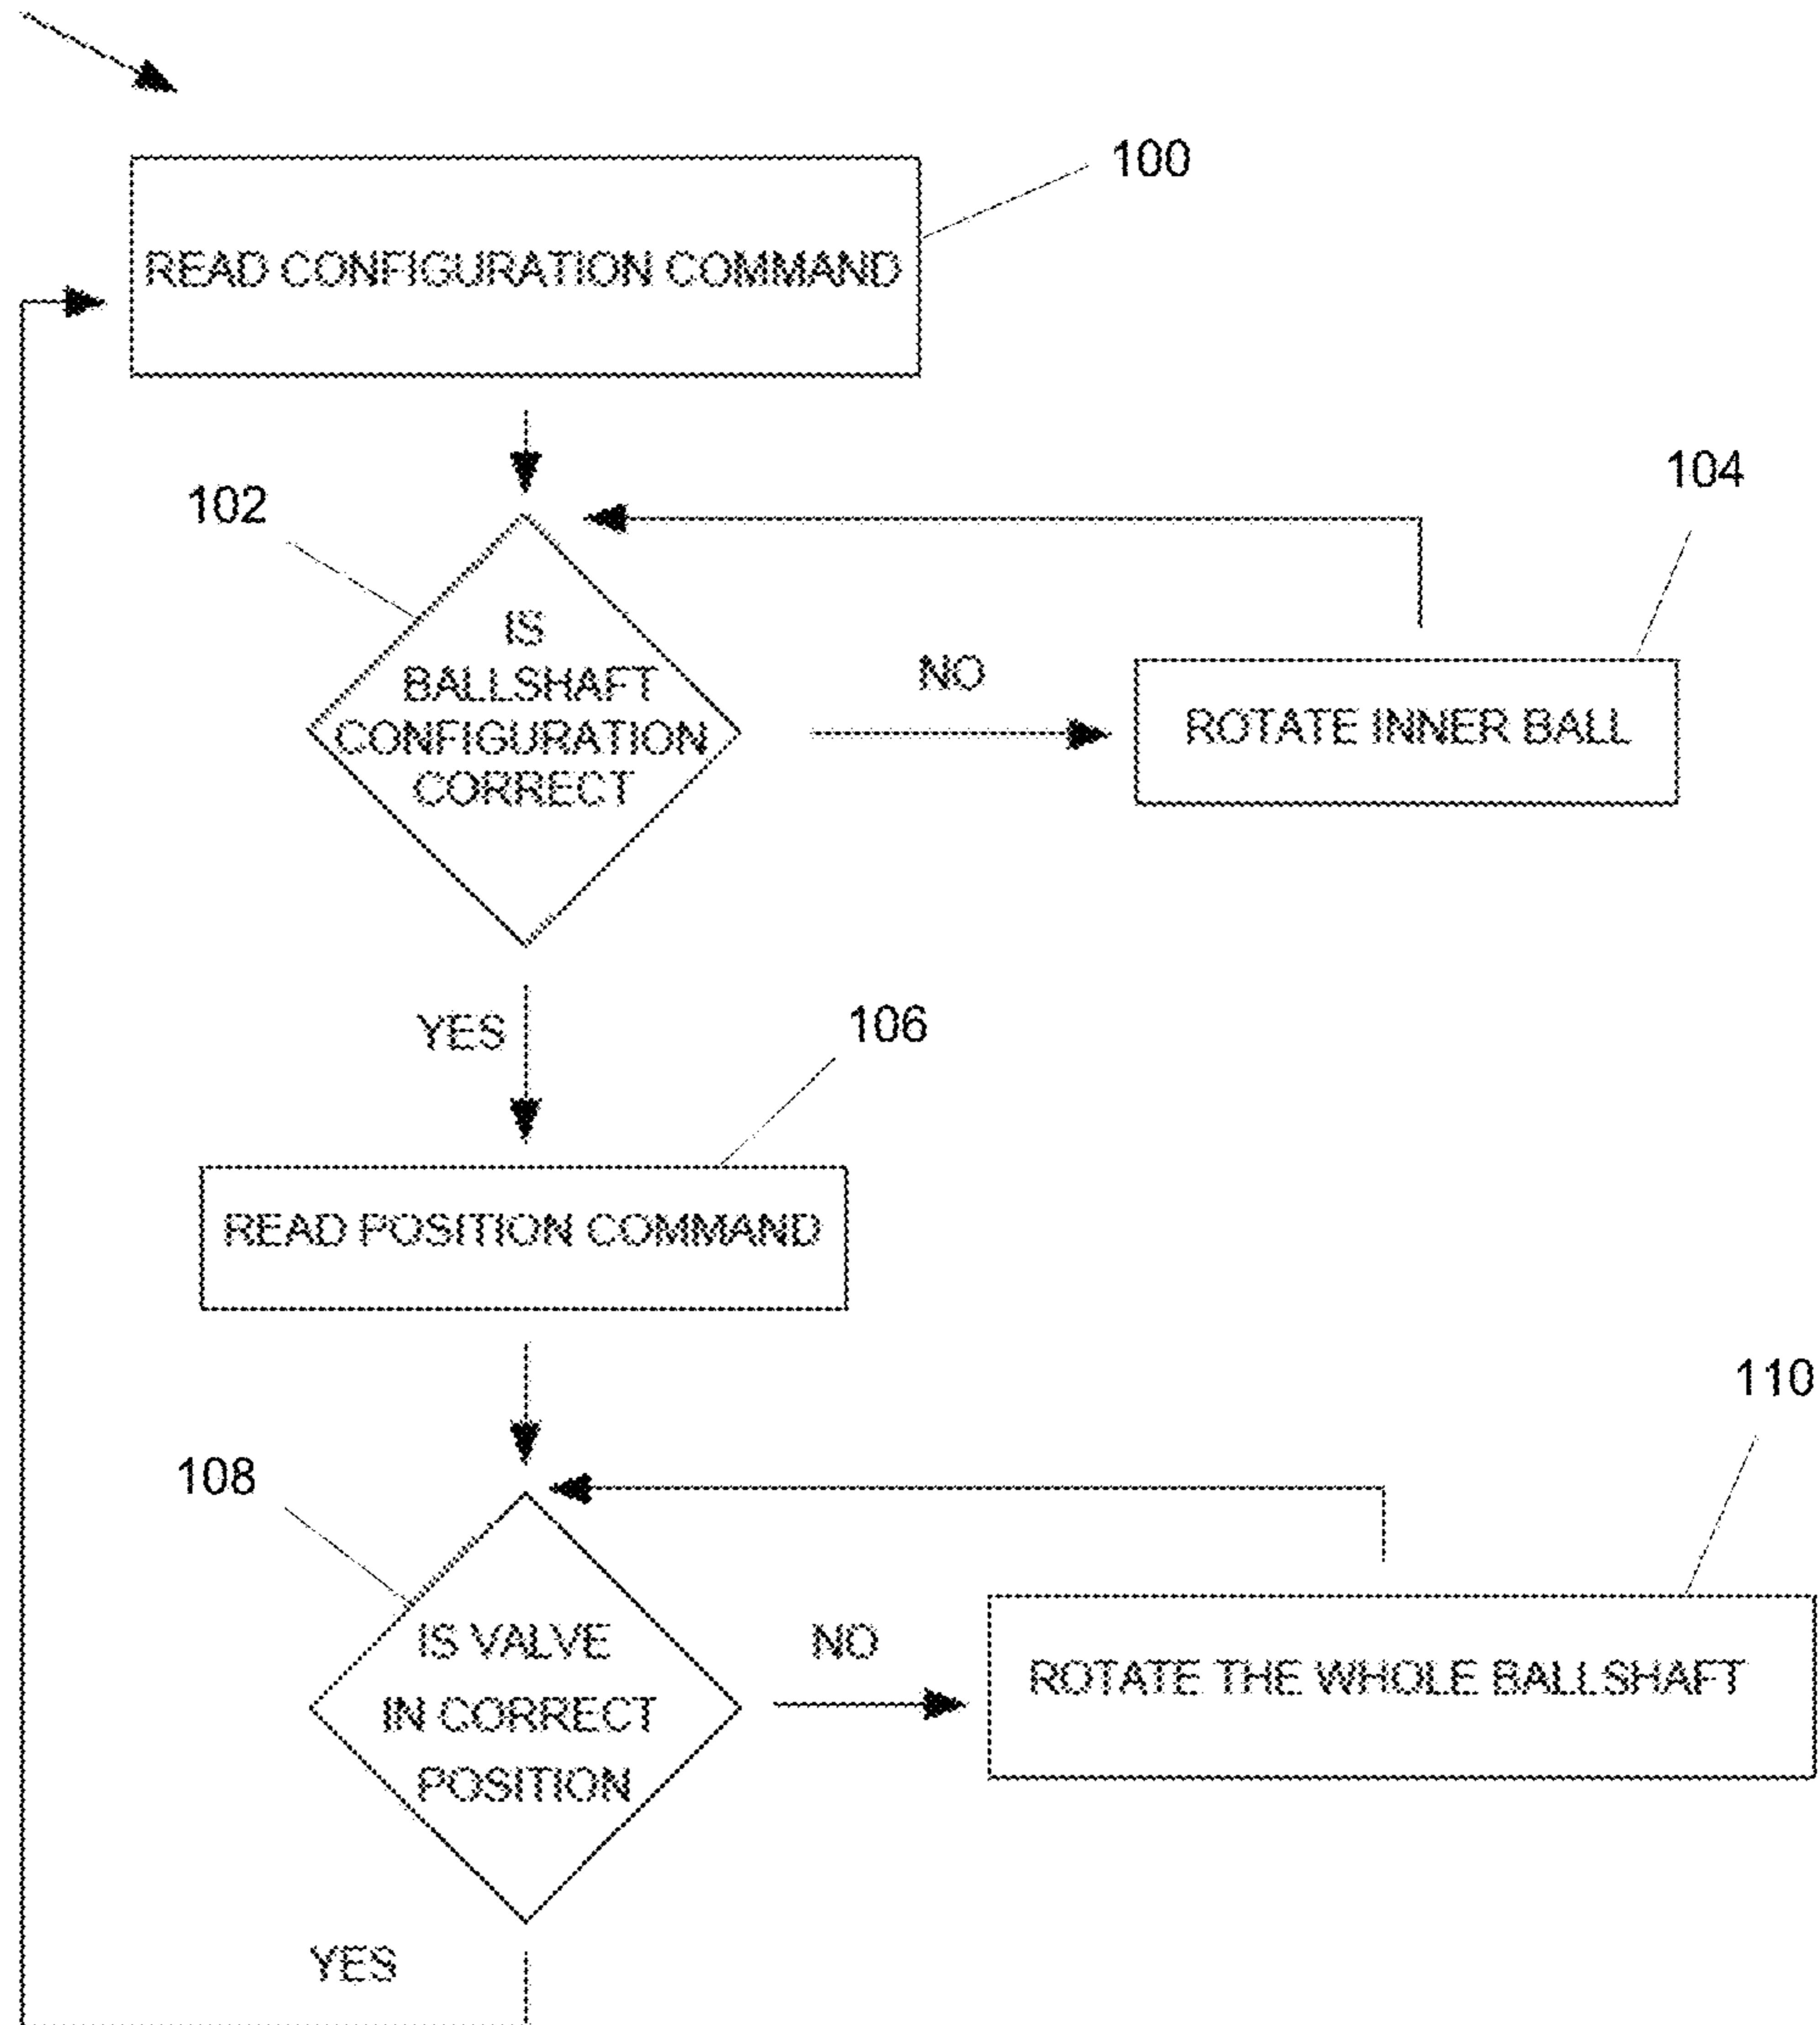 100
READ CONFIGURATION COMMAND
102
104
IS
BALLSHAFT
CONFIGURATION
CORRECT
NO
ROTATE INNER BALL
YES
106
READ POSITION COMMAND
108
110
IS VALVE
IN CORRECT
POSITION
NO
ROTATE THE WHOLE BALLSHAFT
YES